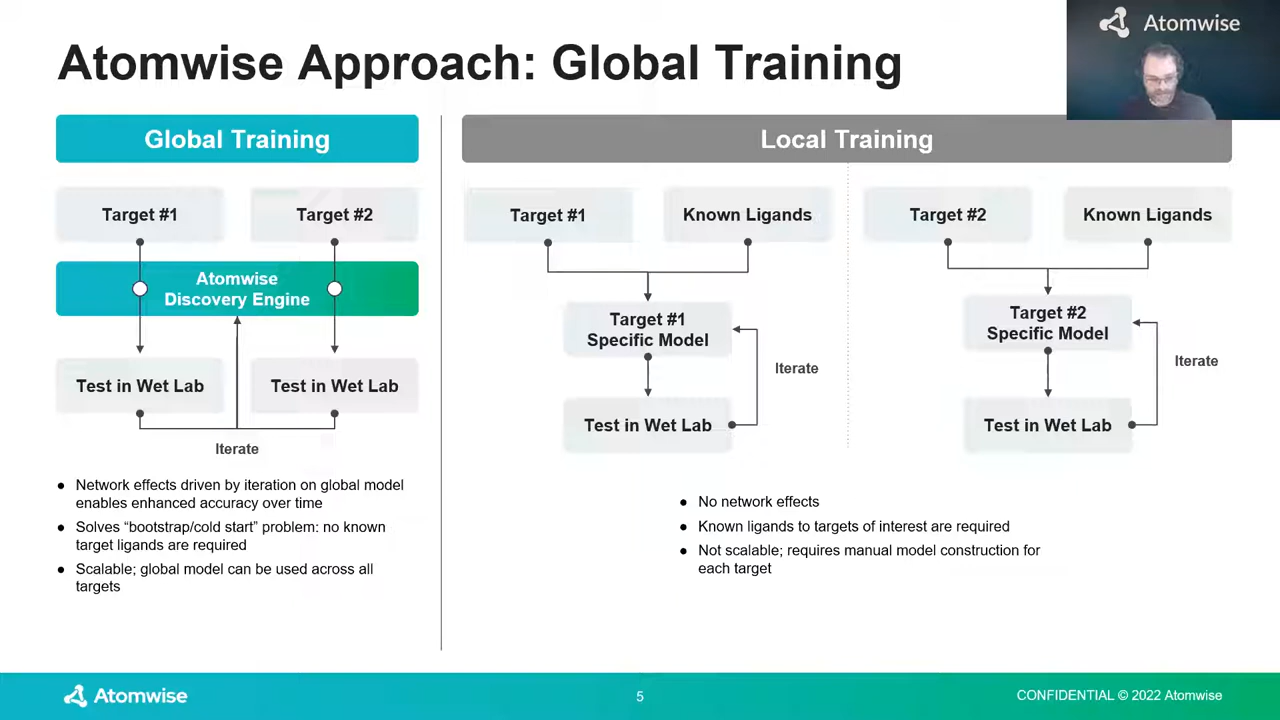 Atomwise
Atomwise Approach: Global Training
Global Training
Target #1
Target #2
Atomwise
Discovery Engine
Test in Wet Lab
Test in Wet Lab
Iterate
● Network effects driven by iteration on global model
enables enhanced accuracy over time
● Solves “bootstrap/cold start” problem: no known
target ligands are required
● Scalable; global model can be used across all
targets
Local Training
Target #1
Known Ligands
Target #1
Specific Model
Iterate
Test in Wet Lab
Target #2
Known Ligands
Target #2
Specific Model
Iterate
Test in Wet Lab
● No network effects
● Known ligands to targets of interest are required
● Not scalable; requires manual model construction for
each target
Atomwise
5
CONFIDENTIAL © 2022 Atomwise